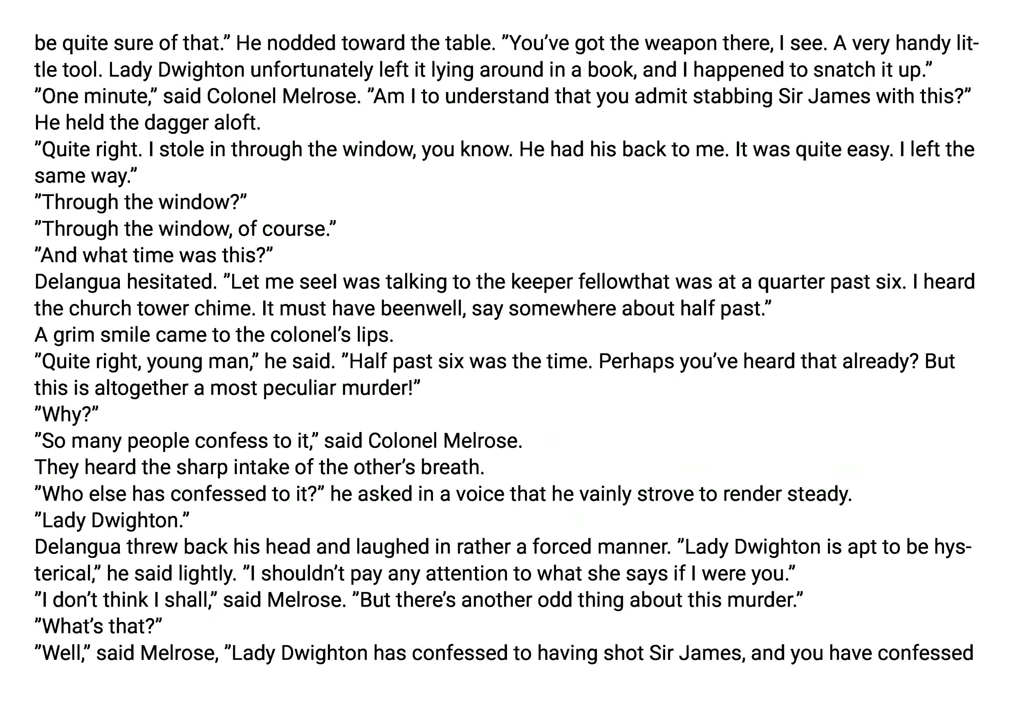 be quite sure of that.” He nodded toward the table. ”You’ve got the weapon there, I see. A very handy lit-
tle tool. Lady Dwighton unfortunately left it lying around in a book, and I happened to snatch it up.”
”One minute,” said Colonel Melrose. ”Am I to understand that you admit stabbing Sir James with this?”
He held the dagger aloft.
”Quite right. I stole in through the window, you know. He had his back to me. It was quite easy. I left the
same way.”
”Through the window?”
”Through the window, of course.”
”And what time was this?”
Delangua hesitated. ”Let me seeI was talking to the keeper fellowthat was at a quarter past six. I heard
the church tower chime. It must have beenwell, say somewhere about half past.”
A grim smile came to the colonel’s lips.
”Quite right, young man,” he said. ”Half past six was the time. Perhaps you’ve heard that already? But
this is altogether a most peculiar murder!”
”Why?”
”So many people confess to it,” said Colonel Melrose.
They heard the sharp intake of the other’s breath.
”Who else has confessed to it?” he asked in a voice that he vainly strove to render steady.
”Lady Dwighton.”
Delangua threw back his head and laughed in rather a forced manner. ”Lady Dwighton is apt to be hys-
terical,” he said lightly. ”I shouldn’t pay any attention to what she says if I were you.”
”I don’t think I shall,” said Melrose. ”But there’s another odd thing about this murder.”
”What’s that?”
”Well,” said Melrose, ”Lady Dwighton has confessed to having shot Sir James, and you have confessed